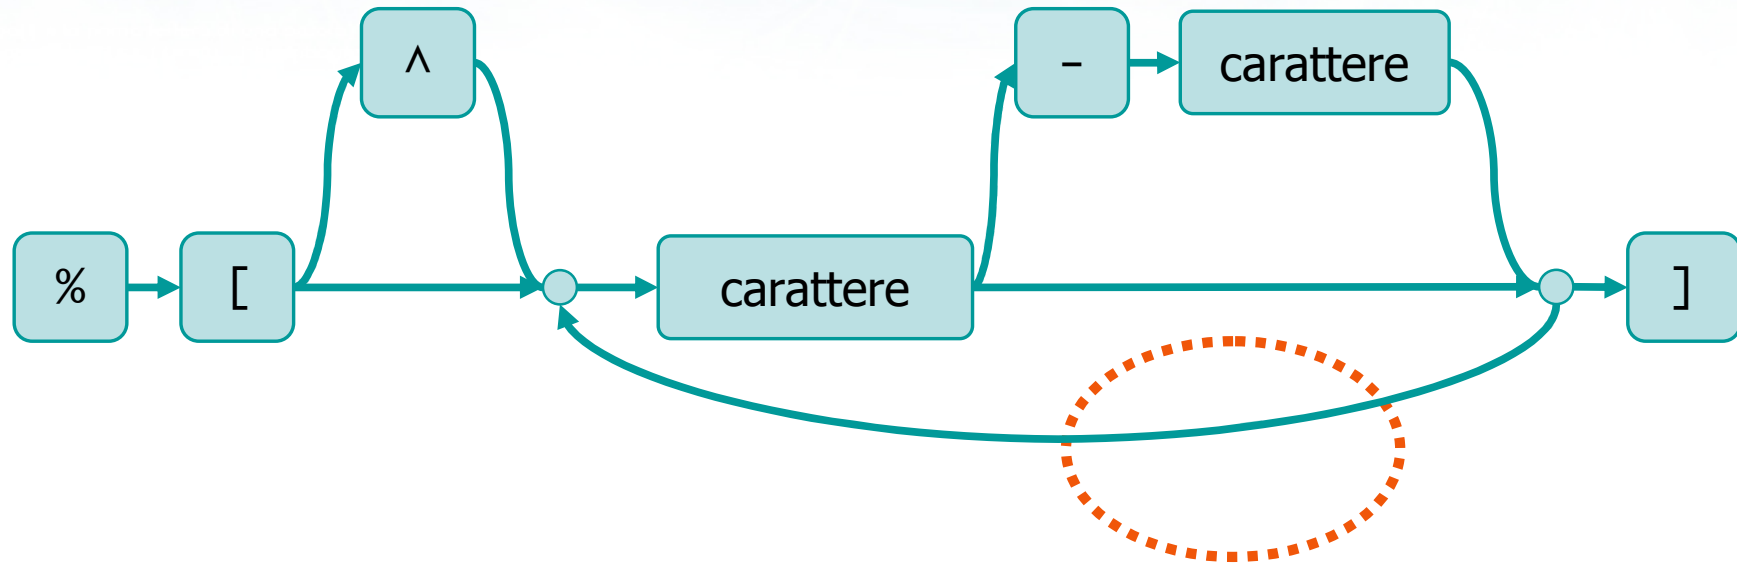 ^
- carattere
% [ carattere ]